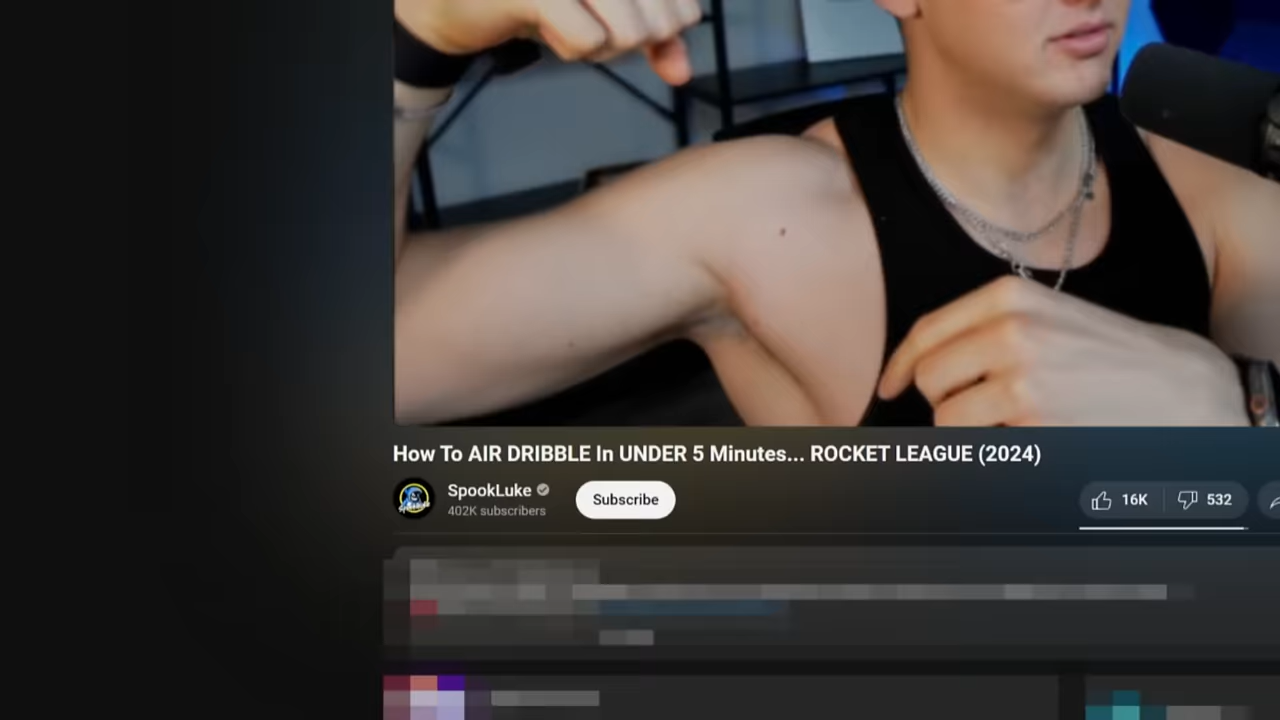 How To AIR DRIBBLE In UNDER 5 Minutes... ROCKET LEAGUE (2024)
SpookLuke
402K subscribers
Subscribe
16K
532